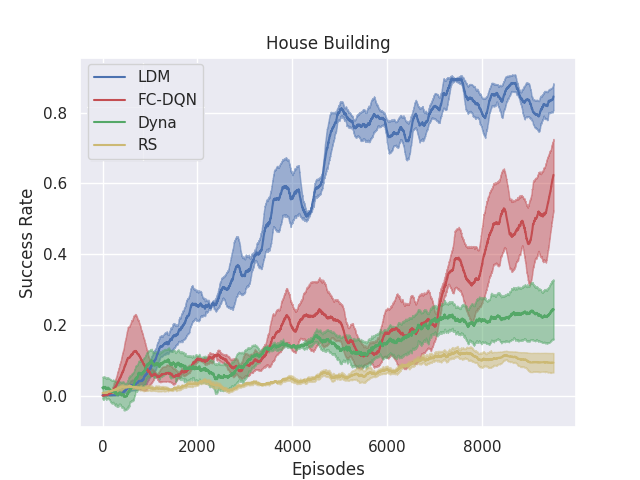 House Building
LDM
FC-DQN
Dyna
RS
Success Rate
0.8
0.6
0.4
0.2
0.0
0 2000 4000 6000 8000
Episodes